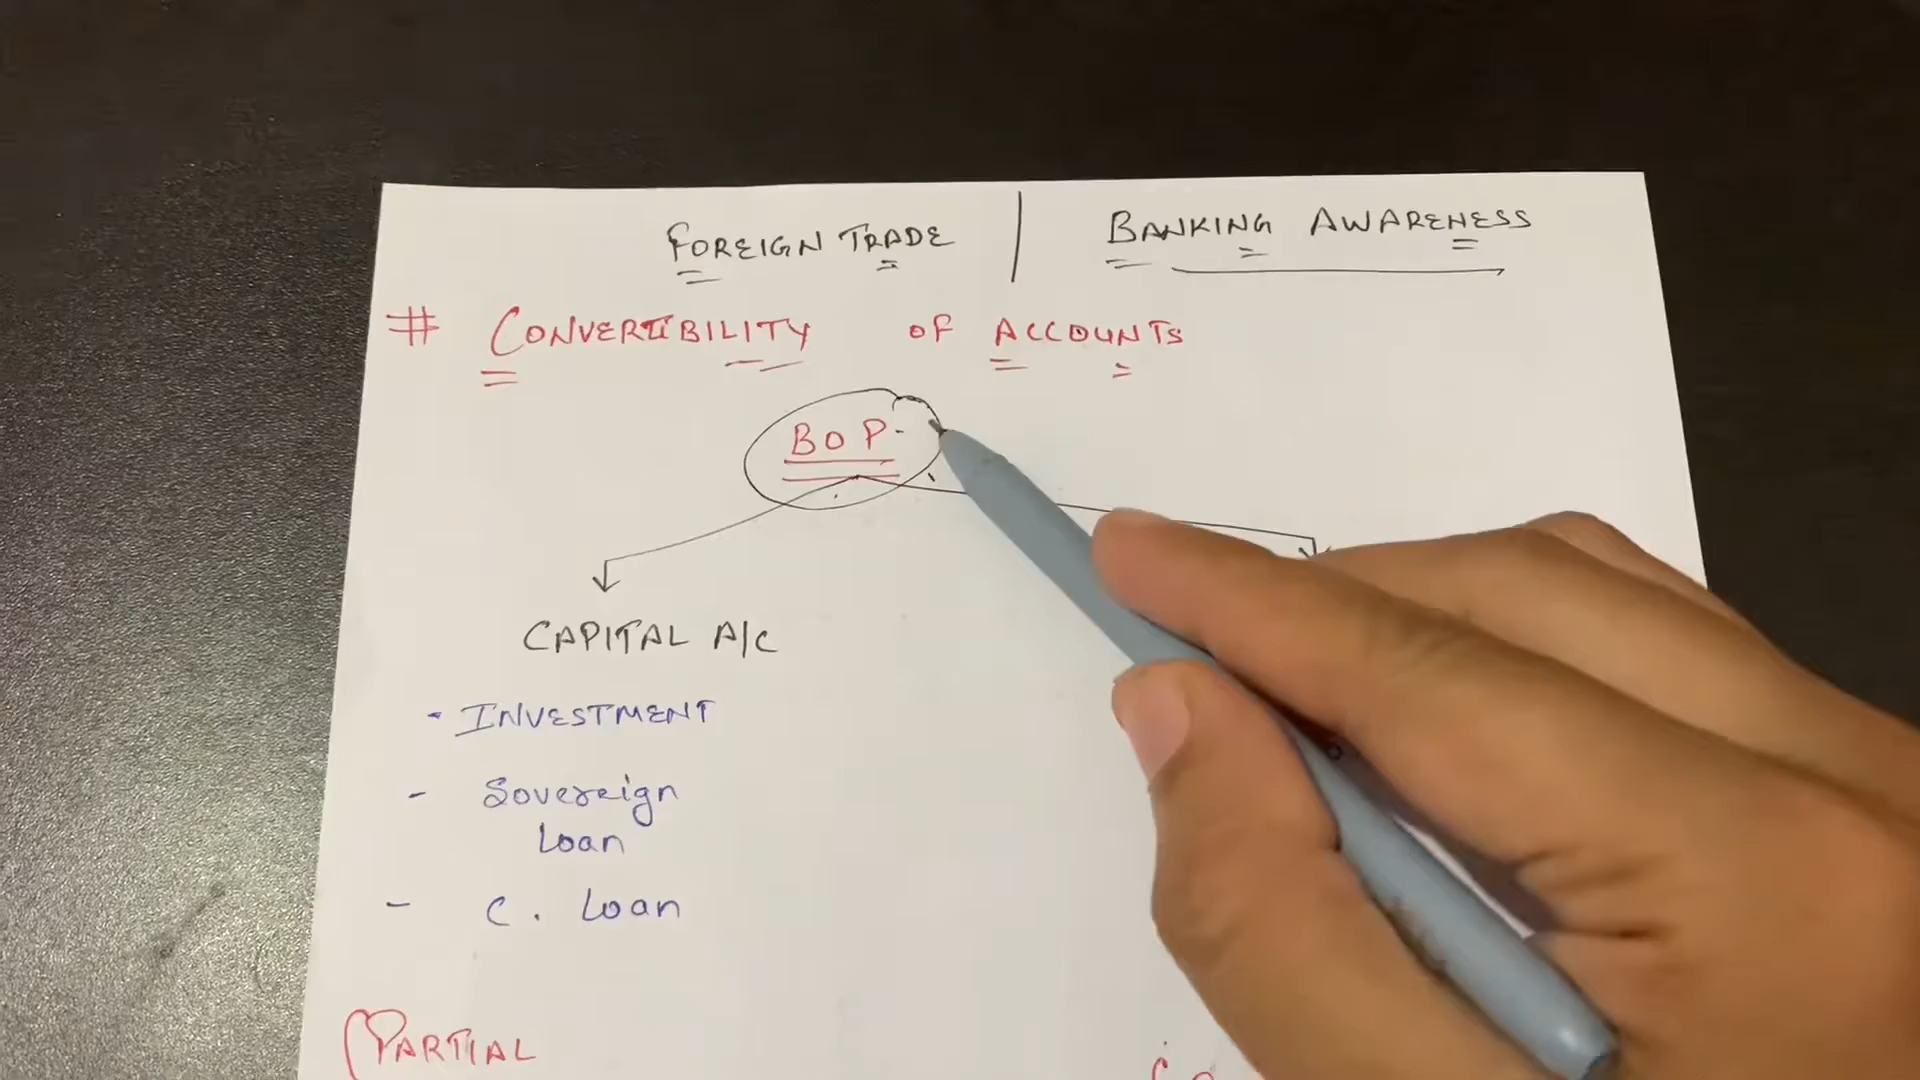 FOREIGN TRADE | BANKING AWARENESS
# CONVERTIBILITY OF ACCOUNTS
BOP
CAPITAL A/C
- INVESTMENT
- Sovereign
Loan
- C. Loan
PARTIAL